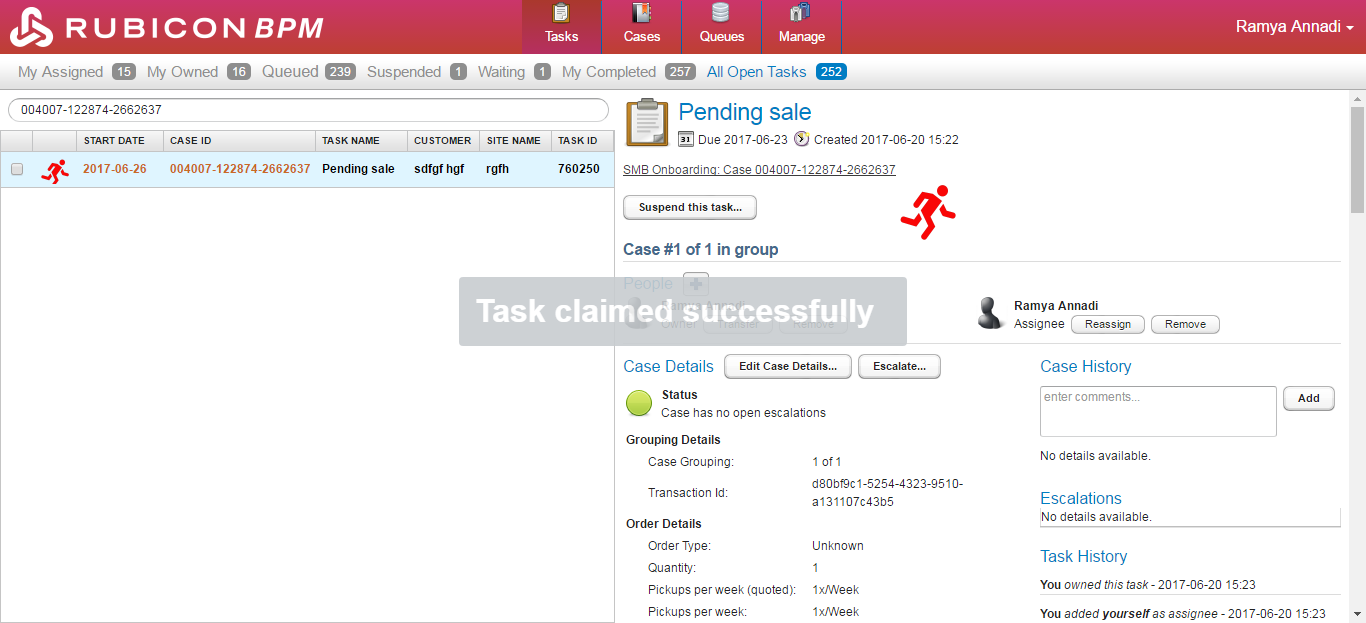 RUBICON BPM
Tasks Cases Queues Manage
Ramya Annadi
My Assigned 15 My Owned 16 Queued 239 Suspended 1 Waiting 1 My Completed 257 All Open Tasks 252
004007-122874-2662637
START DATE CASE ID TASK NAME CUSTOMER SITE NAME TASK ID
2017-06-26 004007-122874-2662637 Pending sale sdfgf hgf rgfh 760250
Pending sale
31 Due 2017-06-23 Created 2017-06-20 15:22
SMB Onboarding: Case 004007-122874-2662637
Suspend this task...
Case #1 of 1 in group
People
Ramya Annadi
Owner Transfer Remove
Task claimed successfully
Ramya Annadi
Assignee Reassign Remove
Case Details Edit Case Details... Escalate...
Status
Case has no open escalations
Grouping Details
Case Grouping: 1 of 1
Transaction Id: d80bf9c1-5254-4323-9510-
a131107c43b5
Order Details
Order Type: Unknown
Quantity: 1
Pickups per week (quoted): 1x/Week
Pickups per week: 1x/Week
Case History
enter comments...
Add
No details available.
Escalations
No details available.
Task History
You owned this task - 2017-06-20 15:23
You added yourself as assignee - 2017-06-20 15:23